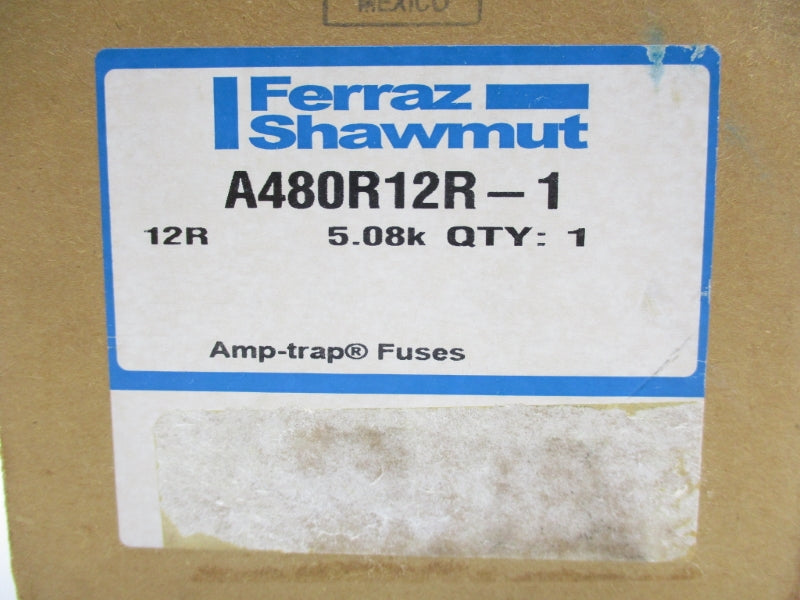 MEXICO
Ferraz
Shawmut
A480R12R-1
12R 5.08k QTY: 1
Amp-trap® Fuses